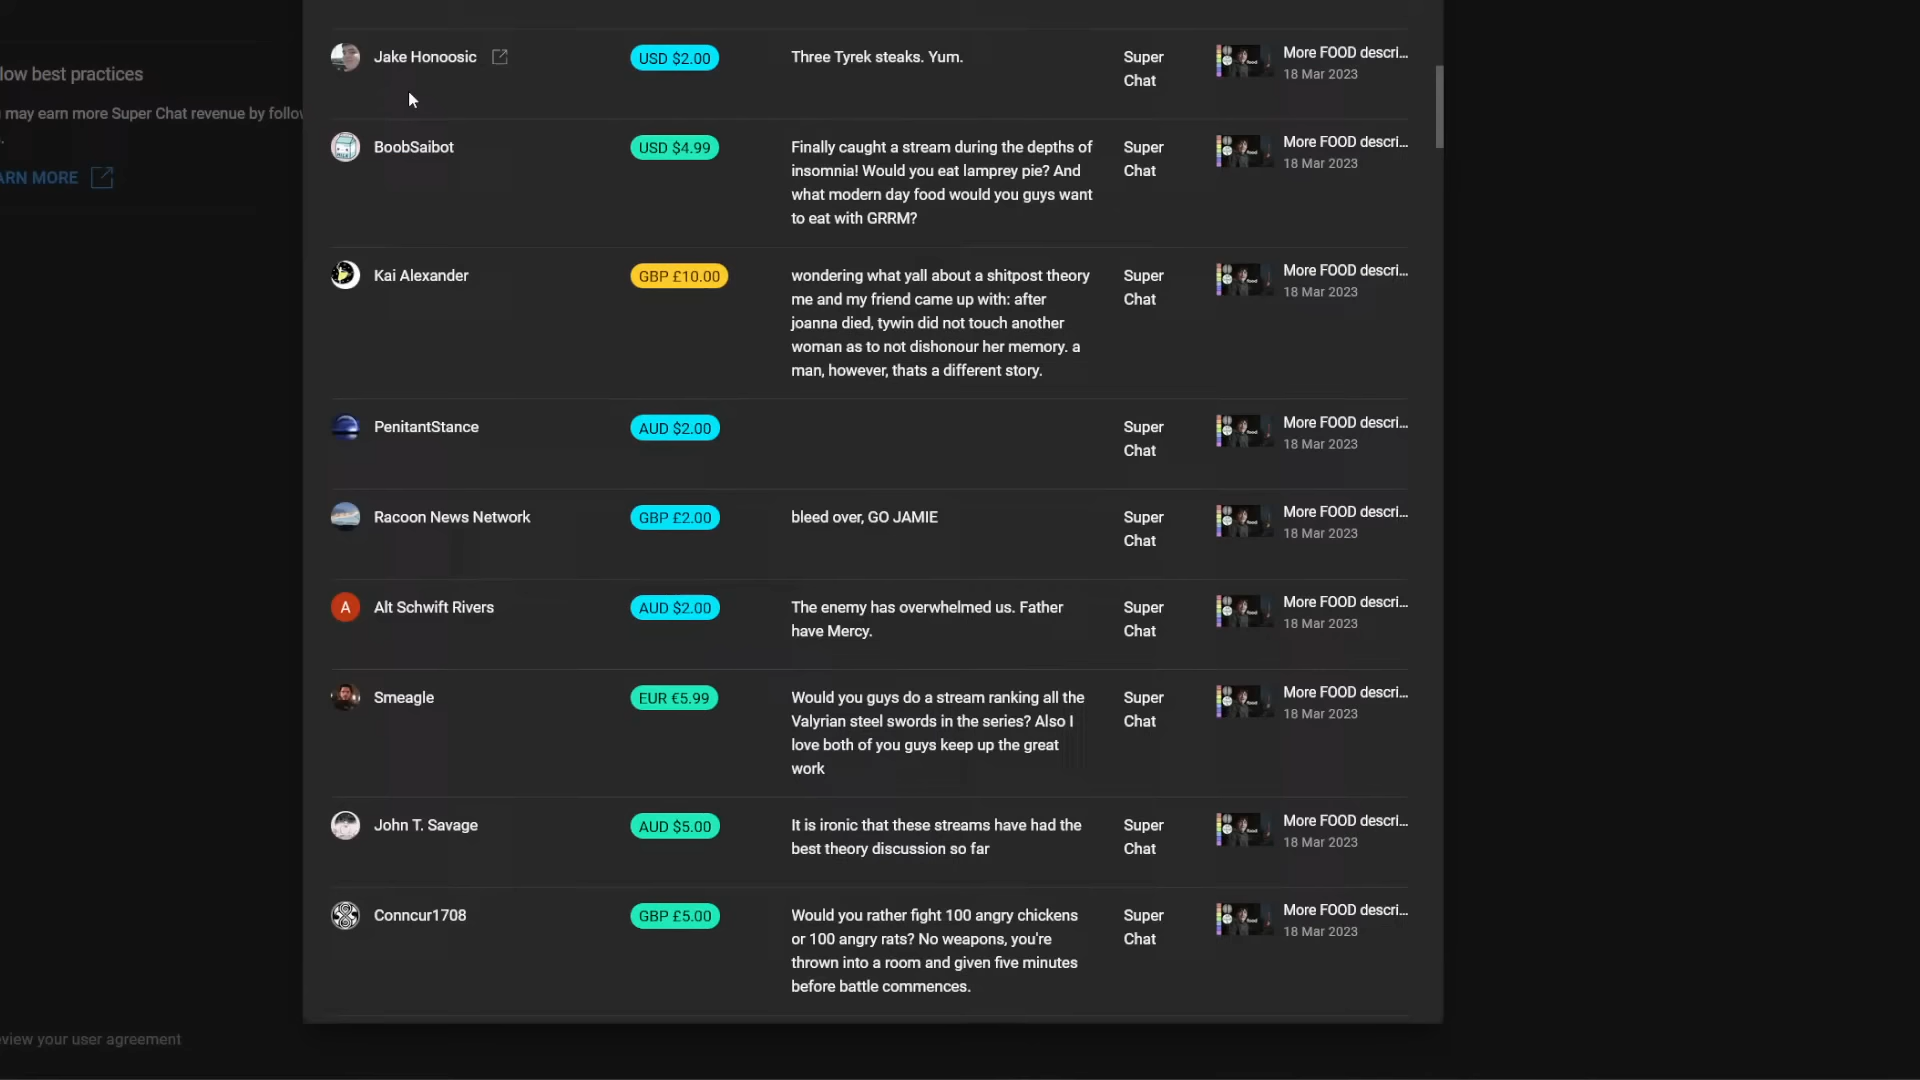 low best practices
may earn more Super Chat revenue by follow
ARN MORE
view your user agreement
Jake Honoosic
USD $2.00
Three Tyrek steaks. Yum.
Super
Chat
More FOOD descri...
18 Mar 2023
BoobSaibot
USD $4.99
Finally caught a stream during the depths of
insomnia! Would you eat lamprey pie? And
what modern day food would you guys want
to eat with GRRM?
Super
Chat
More FOOD descri...
18 Mar 2023
Kai Alexander
GBP £10.00
wondering what yall about a shitpost theory
me and my friend came up with: after
joanna died, tywin did not touch another
woman as to not dishonour her memory. a
man, however, thats a different story.
Super
Chat
More FOOD descri...
18 Mar 2023
PenitantStance
AUD $2.00
Super
Chat
More FOOD descri...
18 Mar 2023
Racoon News Network
GBP £2.00
bleed over, GO JAMIE
Super
Chat
More FOOD descri...
18 Mar 2023
A
Alt Schwift Rivers
AUD $2.00
The enemy has overwhelmed us. Father
have Mercy.
Super
Chat
More FOOD descri...
18 Mar 2023
Smeagle
EUR €5.99
Would you guys do a stream ranking all the
Valyrian steel swords in the series? Also I
love both of you guys keep up the great
work
Super
Chat
More FOOD descri...
18 Mar 2023
John T. Savage
AUD $5.00
It is ironic that these streams have had the
best theory discussion so far
Super
Chat
More FOOD descri...
18 Mar 2023
Conncur1708
GBP £5.00
Would you rather fight 100 angry chickens
or 100 angry rats? No weapons, you're
thrown into a room and given five minutes
before battle commences.
Super
Chat
More FOOD descri...
18 Mar 2023